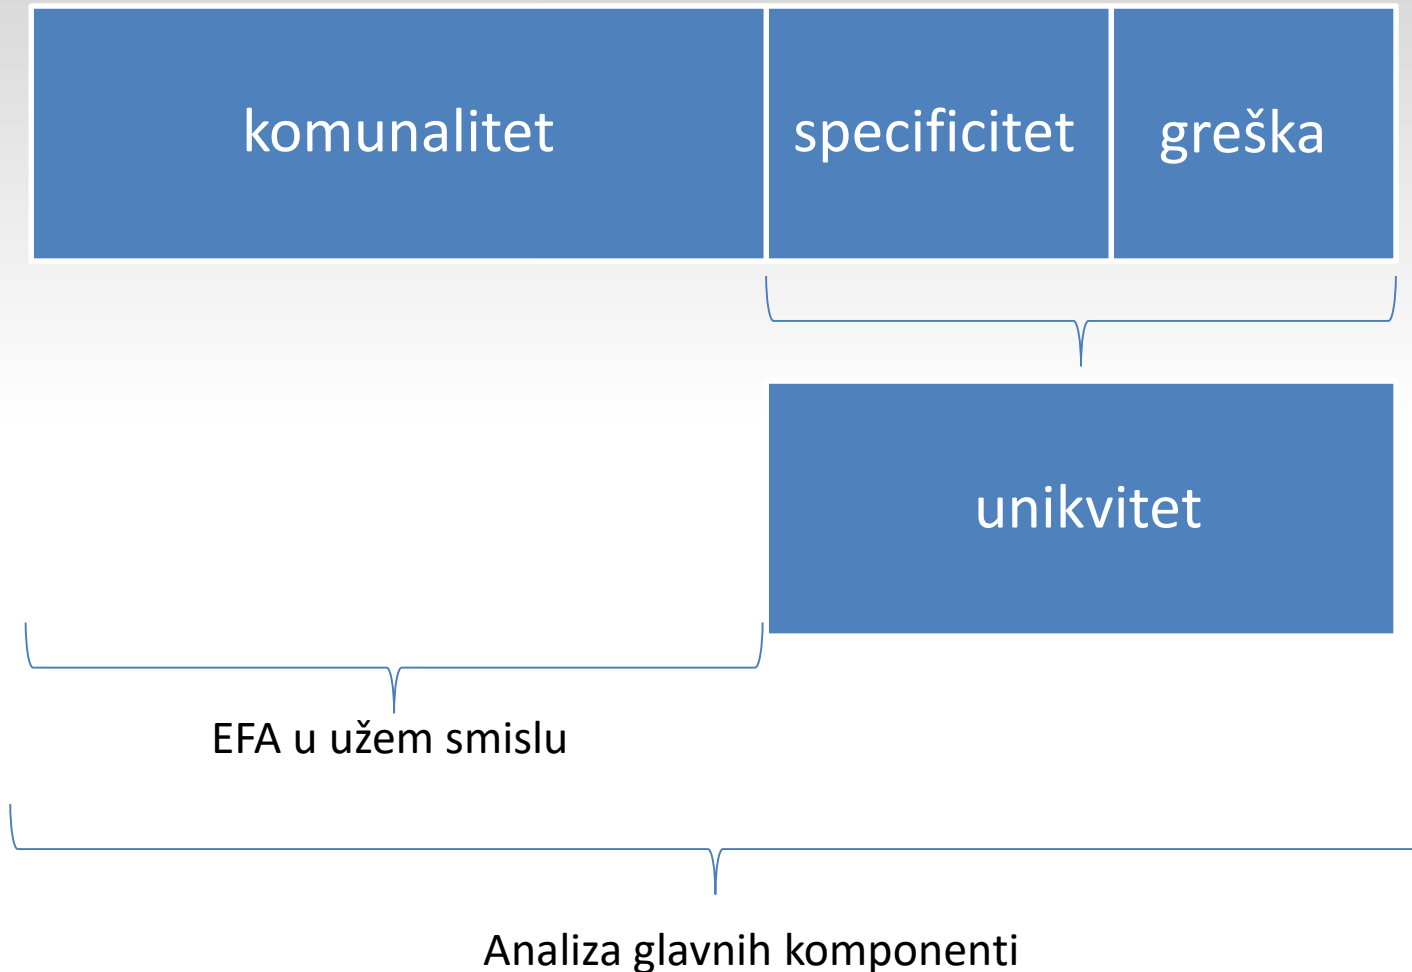 komunalitet
specificitet
greška
unikvitet
EFA u užem smislu
Analiza glavnih komponenti